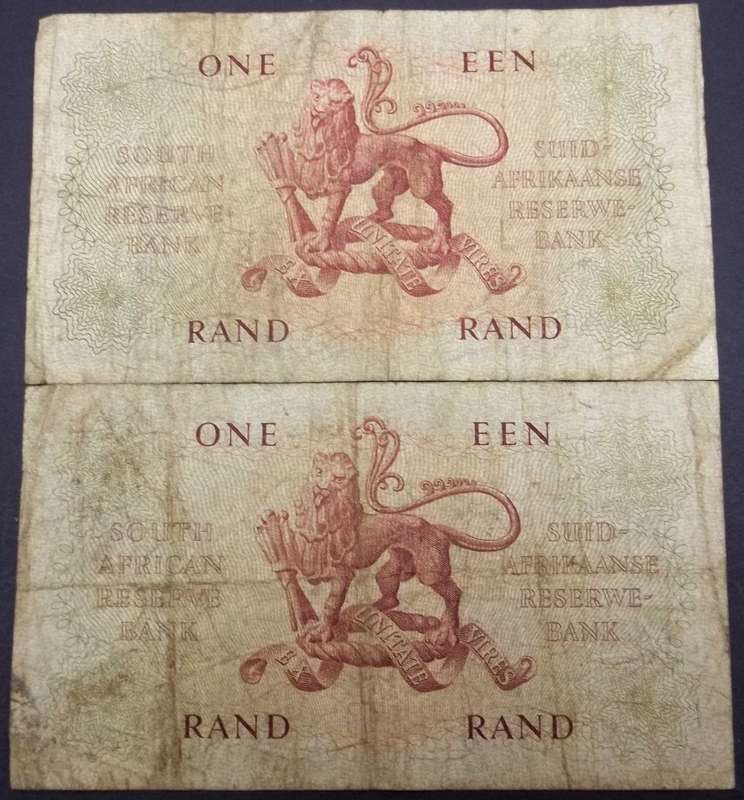 ONE EEN
SOUTH
AFRICAN
RESERVE
BANK
SUID-
AFRIKAANSE
RESERWE-
BANK
EX UNITATE VIRES
RAND RAND
ONE EEN
SOUTH
AFRICAN
RESERVE
BANK
SUID-
AFRIKAANSE
RESERWE-
BANK
EX UNITATE VIRES
RAND RAND